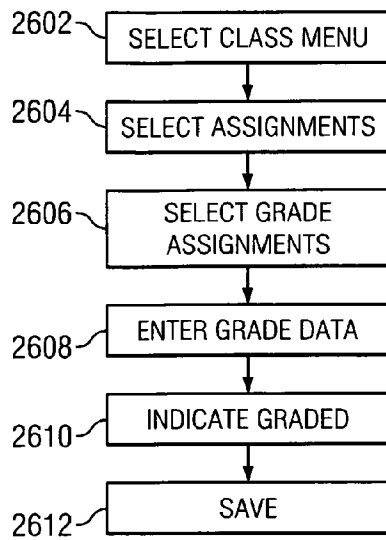 2602
SELECT CLASS MENU
2604
SELECT ASSIGNMENTS
2606
SELECT GRADE
ASSIGNMENTS
2608
ENTER GRADE DATA
2610
INDICATE GRADED
2612
SAVE